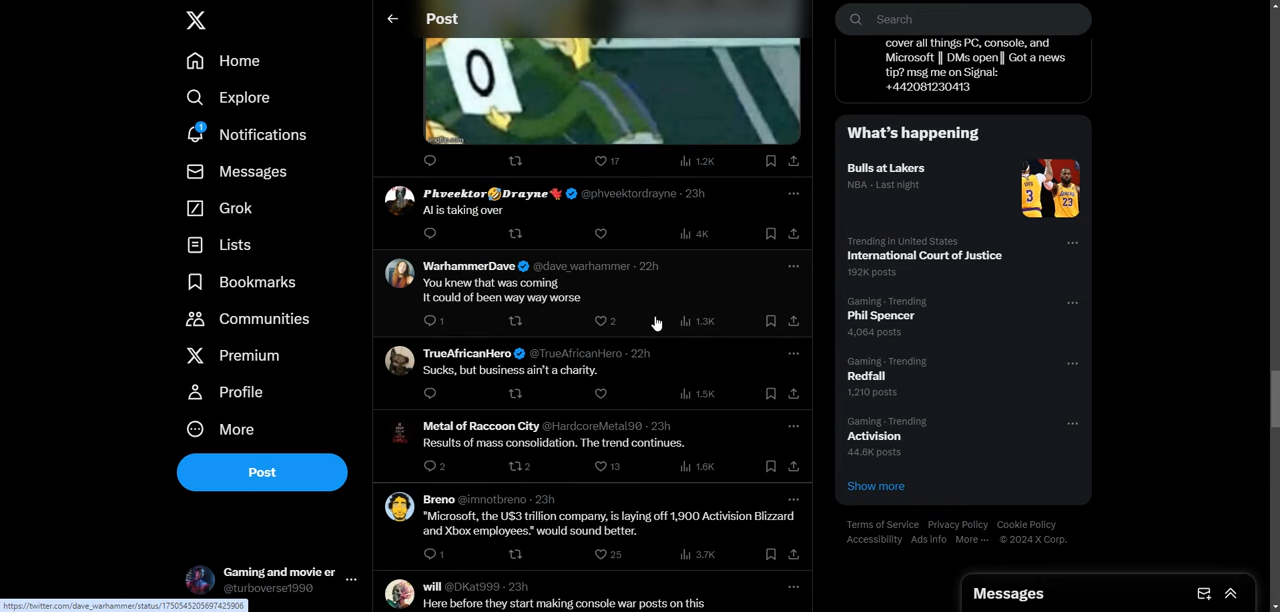 X
Home
Explore
1
Notifications
Messages
Grok
Lists
Bookmarks
Communities
Premium
Profile
More
Post
Gaming and movie er
@turboverse1990
https://twitter.com/dave_warhammer/status/1750545205697425906
Post
0
17
1.2K
Phveektor🤣Drayne🐦 @phveektordrayne · 23h
AI is taking over
4K
WarhammerDave @dave_warhammer · 22h
You knew that was coming
It could of been way way worse
1
2
1.3K
TrueAfricanHero @TrueAfricanHero · 22h
Sucks, but business ain't a charity.
1.5K
Metal of Raccoon City @HardcoreMetal90 · 23h
Results of mass consolidation. The trend continues.
2
2
13
1.6K
Breno @imnotbreno · 23h
"Microsoft, the U$3 trillion company, is laying off 1,900 Activision Blizzard
and Xbox employees." would sound better.
1
25
3.7K
will @DKat999 · 23h
Here before they start making console war posts on this
Search
cover all things PC, console, and
Microsoft || DMs open|| Got a news
tip? msg me on Signal:
+442081230413
What's happening
Bulls at Lakers
NBA · Last night
3
23
Trending in United States
International Court of Justice
192K posts
Gaming · Trending
Phil Spencer
4,064 posts
Gaming · Trending
Redfall
1,210 posts
Gaming · Trending
Activision
44.6K posts
Show more
Terms of Service Privacy Policy Cookie Policy
Accessibility Ads info More ··· © 2024 X Corp.
Messages